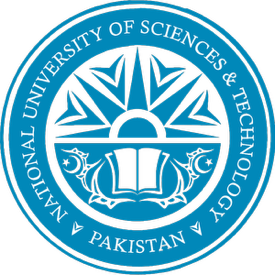 NATIONAL UNIVERSITY OF SCIENCES & TECHNOLOGY
PAKISTAN